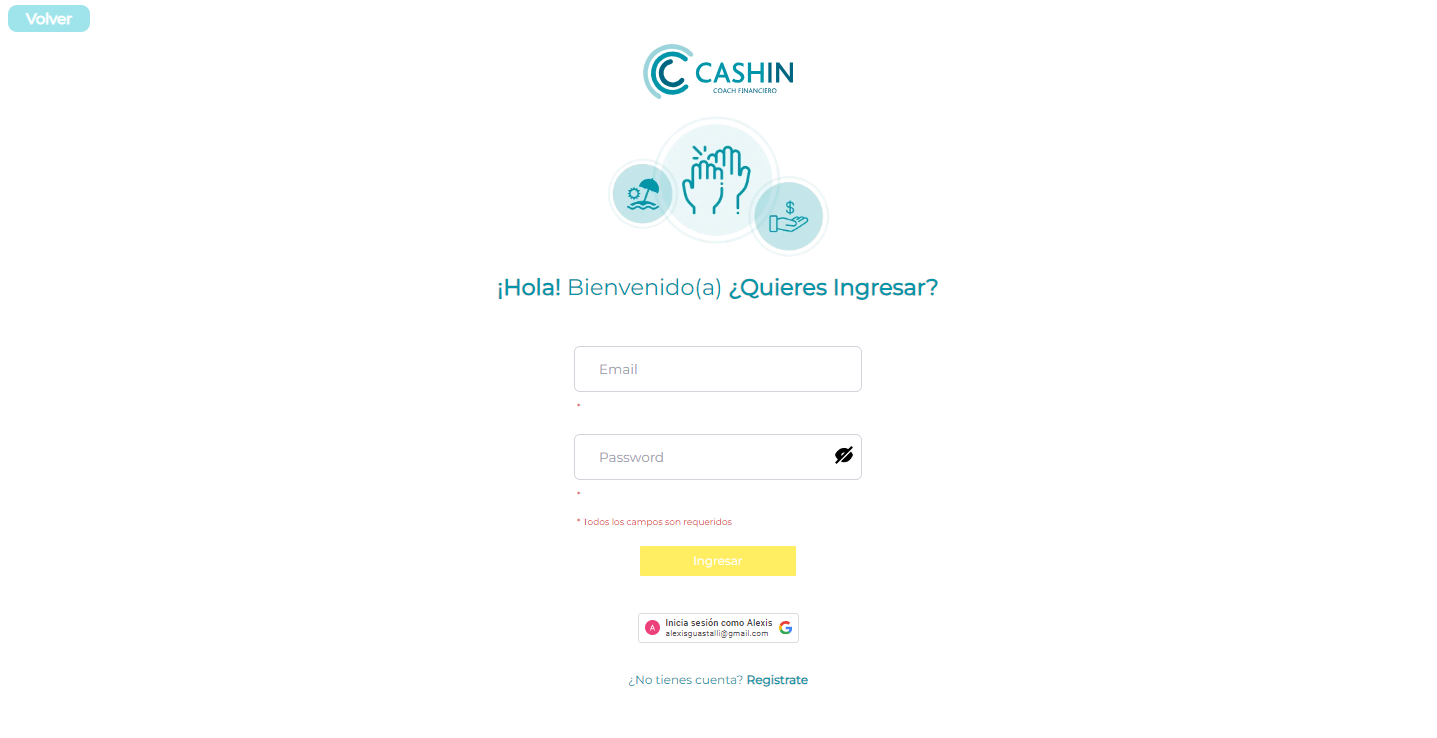 Volver
CASHIN
COACH FINANCIERO
$
¡Hola! Bienvenido(a) ¿Quieres Ingresar?
Email
*
Password
*
* Todos los campos son requeridos
Ingresar
A Inicia sesión como Alexis
alexisguastalli@gmail.com
¿No tienes cuenta? Registrate